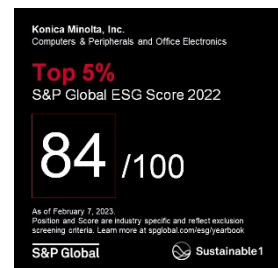 Konica Minolta, Inc.
Computers & Peripherals and Office Electronics
Top 5%
S&P Global ESG Score 2022
84 /100
As of February 7, 2023.
Position and Score are industry specific and reflect exclusion
screening criteria. Learn more at spglobal.com/esg/yearbook
S&P Global Sustainable1